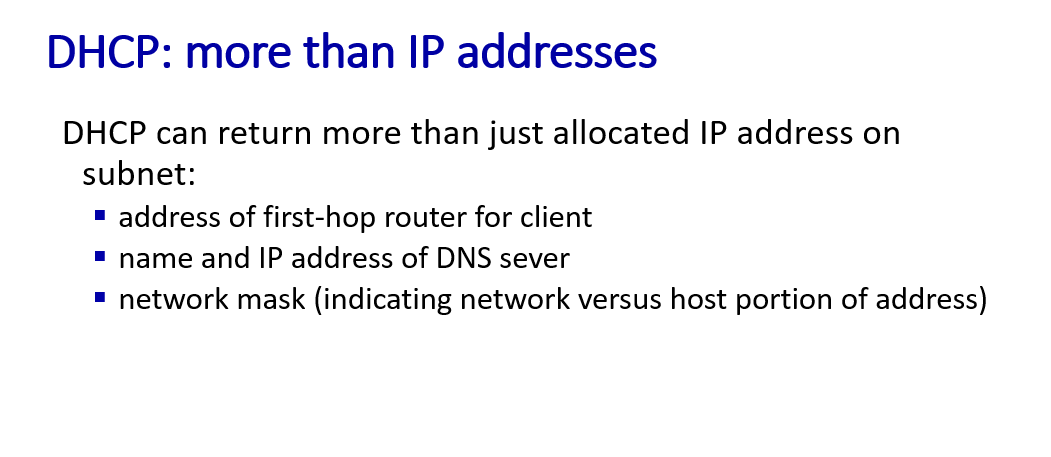 DHCP: more than IP addresses
DHCP can return more than just allocated IP address on
subnet:
▪ address of first-hop router for client
▪ name and IP address of DNS sever
▪ network mask (indicating network versus host portion of address)